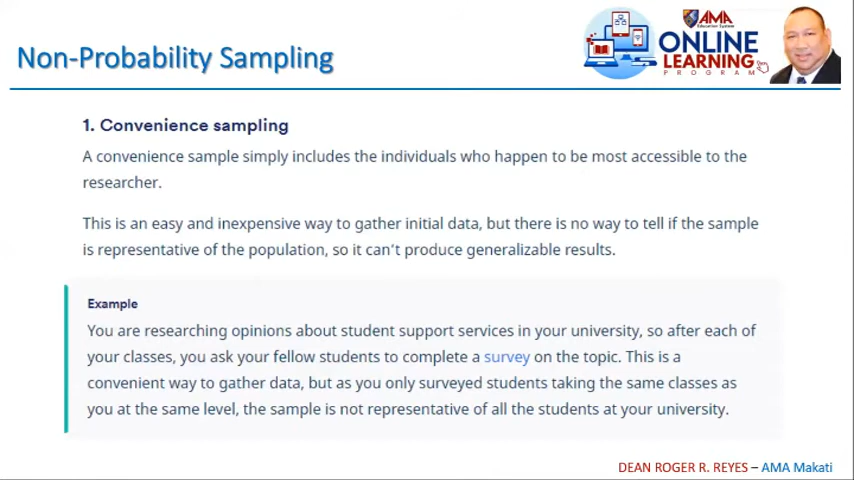 Non-Probability Sampling
AMA
Education System
ONLINE
LEARNING
PROGRAM
1. Convenience sampling
A convenience sample simply includes the individuals who happen to be most accessible to the
researcher.
This is an easy and inexpensive way to gather initial data, but there is no way to tell if the sample
is representative of the population, so it can't produce generalizable results.
Example
You are researching opinions about student support services in your university, so after each of
your classes, you ask your fellow students to complete a survey on the topic. This is a
convenient way to gather data, but as you only surveyed students taking the same classes as
you at the same level, the sample is not representative of all the students at your university.
DEAN ROGER R. REYES – AMA Makati